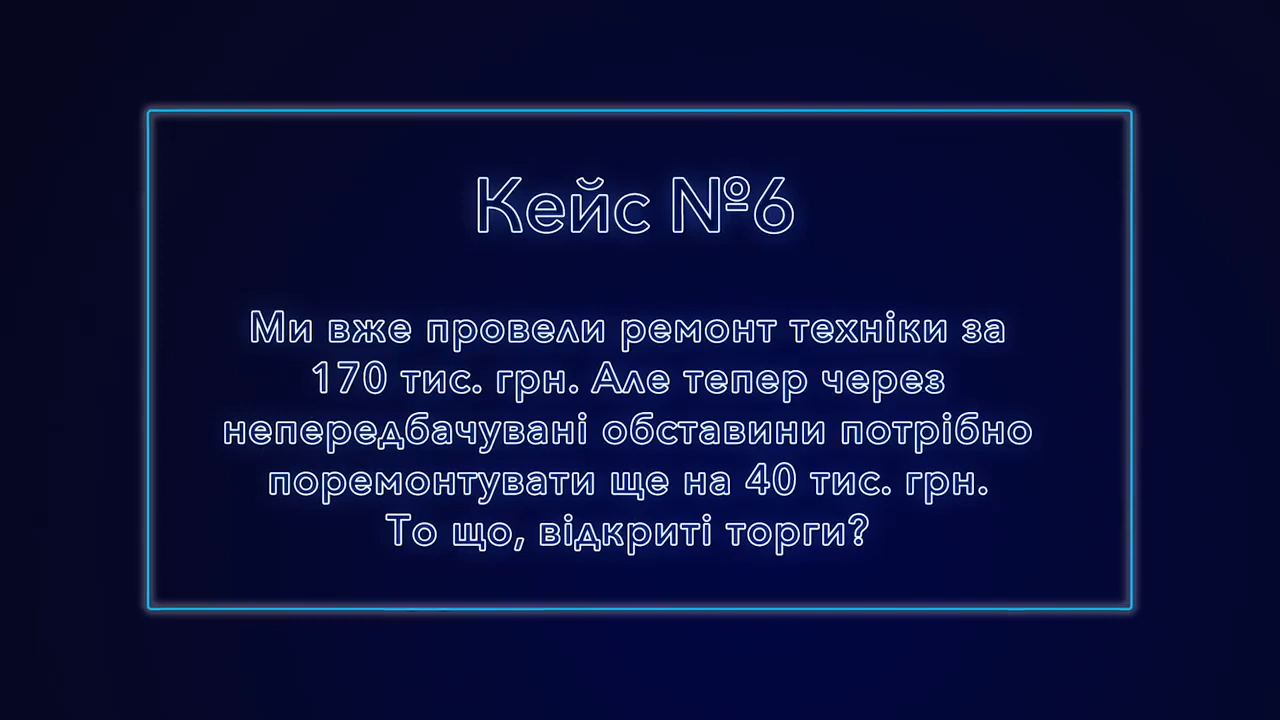 Кейс №6
Ми вже провели ремонт техніки за
170 тис. грн. Але тепер через
непередбачувані обставини потрібно
поремонтувати ще на 40 тис. грн.
То що, відкриті торги?